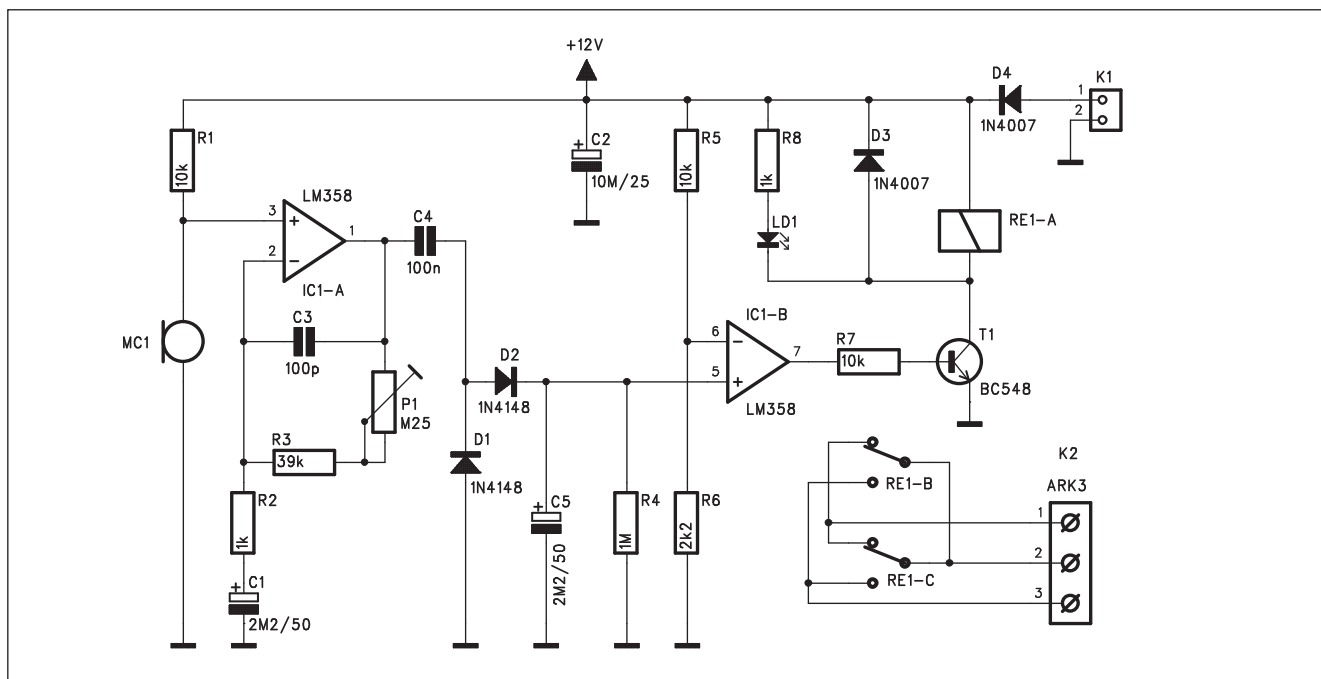 +12V
D4
K1
1
2
1N4007
R1
10k
C2
+
10M/25
R5
10k
R8
1k
D3
1N4007
LM358
3
+
2
−
1
IC1-A
C4
100n
LD1
RE1-A
MC1
C3
100p
P1
M25
D2
1N4148
IC1-B
6
−
5
+
7
LM358
R7
10k
T1
BC548
R3
39k
D1
1N4148
R2
1k
C5
+
2M2/50
R4
1M
R6
2k2
C1
+
2M2/50
RE1-B
RE1-C
K2
ARK3
1
2
3